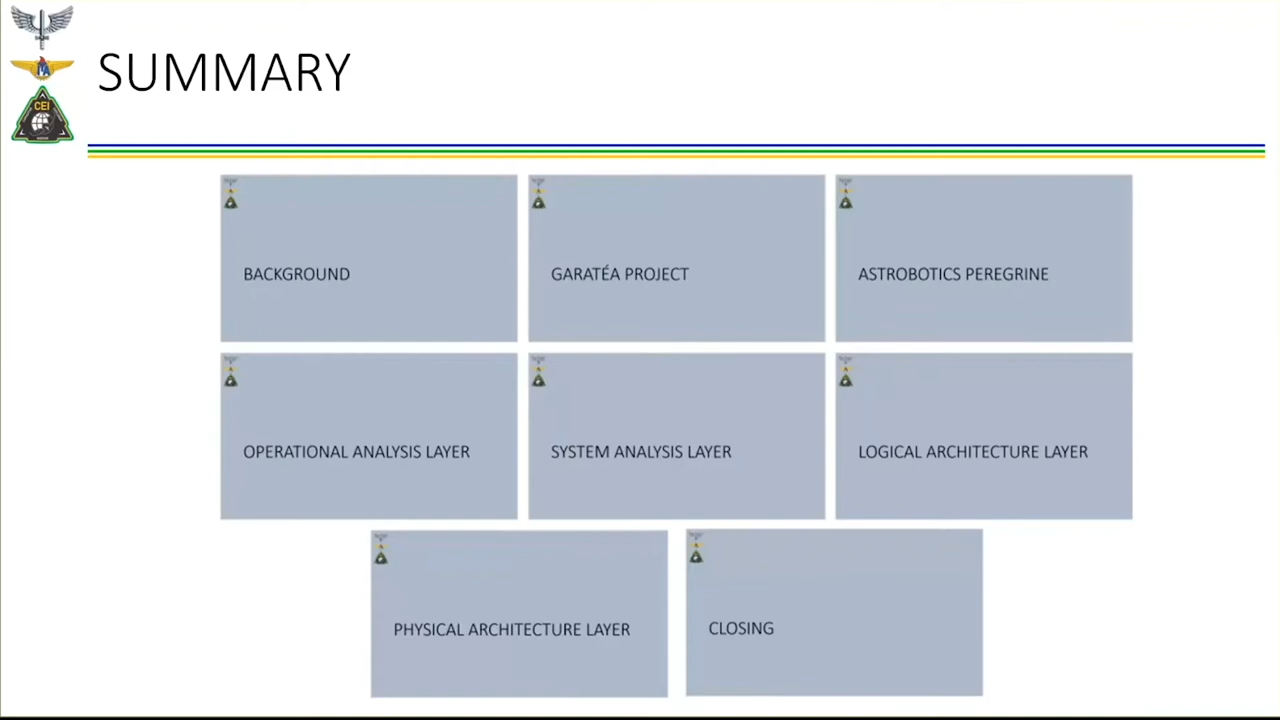 CEI
SUMMARY
BACKGROUND
GARATÉA PROJECT
ASTROBOTICS PEREGRINE
OPERATIONAL ANALYSIS LAYER
SYSTEM ANALYSIS LAYER
LOGICAL ARCHITECTURE LAYER
PHYSICAL ARCHITECTURE LAYER
CLOSING